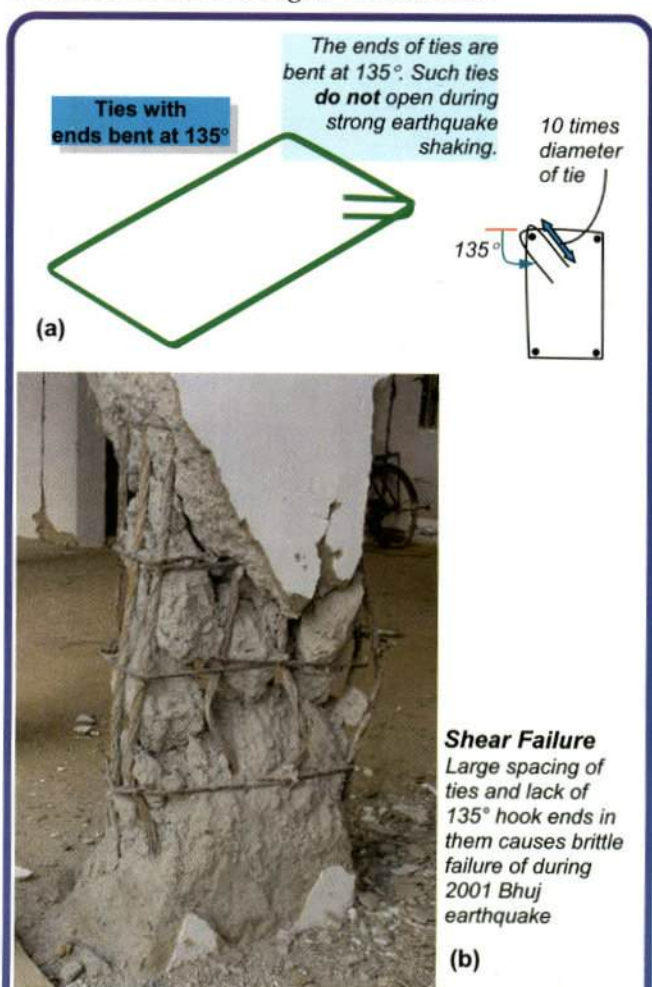 Ties with
ends bent at 135°
The ends of ties are
bent at 135°. Such ties
do not open during
strong earthquake
shaking.
10 times
diameter
of tie
135°
(a)
Shear Failure
Large spacing of
ties and lack of
135° hook ends in
them causes brittle
failure of during
2001 Bhuj
earthquake
(b)